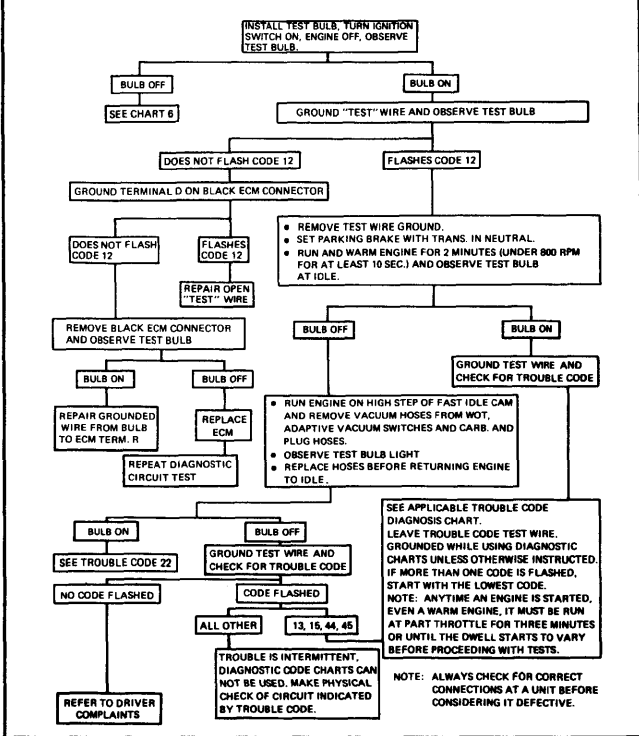 INSTALL TEST BULB, TURN IGNITION
SWITCH ON, ENGINE OFF, OBSERVE
TEST BULB.
BULB OFF
BULB ON
SEE CHART 6
GROUND "TEST" WIRE AND OBSERVE TEST BULB
DOES NOT FLASH CODE 12
FLASHES CODE 12
GROUND TERMINAL D ON BLACK ECM CONNECTOR
• REMOVE TEST WIRE GROUND.
• SET PARKING BRAKE WITH TRANS. IN NEUTRAL.
• RUN AND WARM ENGINE FOR 2 MINUTES (UNDER 800 RPM
FOR AT LEAST 10 SEC.) AND OBSERVE TEST BULB
AT IDLE.
DOES NOT FLASH
CODE 12
FLASHES
CODE 12
REPAIR OPEN
"TEST" WIRE
REMOVE BLACK ECM CONNECTOR
AND OBSERVE TEST BULB
BULB OFF
BULB ON
GROUND TEST WIRE AND
CHECK FOR TROUBLE CODE
BULB ON
BULB OFF
REPAIR GROUNDED
WIRE FROM BULB
TO ECM TERM. R
REPLACE
ECM
REPEAT DIAGNOSTIC
CIRCUIT TEST
• RUN ENGINE ON HIGH STEP OF FAST IDLE CAM
AND REMOVE VACUUM HOSES FROM WOT,
ADAPTIVE VACUUM SWITCHES AND CARB. AND
PLUG HOSES.
• OBSERVE TEST BULB LIGHT
• REPLACE HOSES BEFORE RETURNING ENGINE
TO IDLE.
SEE APPLICABLE TROUBLE CODE
DIAGNOSIS CHART.
LEAVE TROUBLE CODE TEST WIRE.
GROUNDED WHILE USING DIAGNOSTIC
CHARTS UNLESS OTHERWISE INSTRUCTED.
IF MORE THAN ONE CODE IS FLASHED,
START WITH THE LOWEST CODE.
NOTE: ANYTIME AN ENGINE IS STARTED,
EVEN A WARM ENGINE, IT MUST BE RUN
AT PART THROTTLE FOR THREE MINUTES
OR UNTIL THE DWELL STARTS TO VARY
BEFORE PROCEEDING WITH TESTS.
BULB ON
BULB OFF
SEE TROUBLE CODE 22
GROUND TEST WIRE AND
CHECK FOR TROUBLE CODE
NO CODE FLASHED
CODE FLASHED
ALL OTHER
13, 15, 44, 45
TROUBLE IS INTERMITTENT,
DIAGNOSTIC CODE CHARTS CAN
NOT BE USED. MAKE PHYSICAL
CHECK OF CIRCUIT INDICATED
BY TROUBLE CODE.
REFER TO DRIVER
COMPLAINTS
NOTE: ALWAYS CHECK FOR CORRECT
CONNECTIONS AT A UNIT BEFORE
CONSIDERING IT DEFECTIVE.